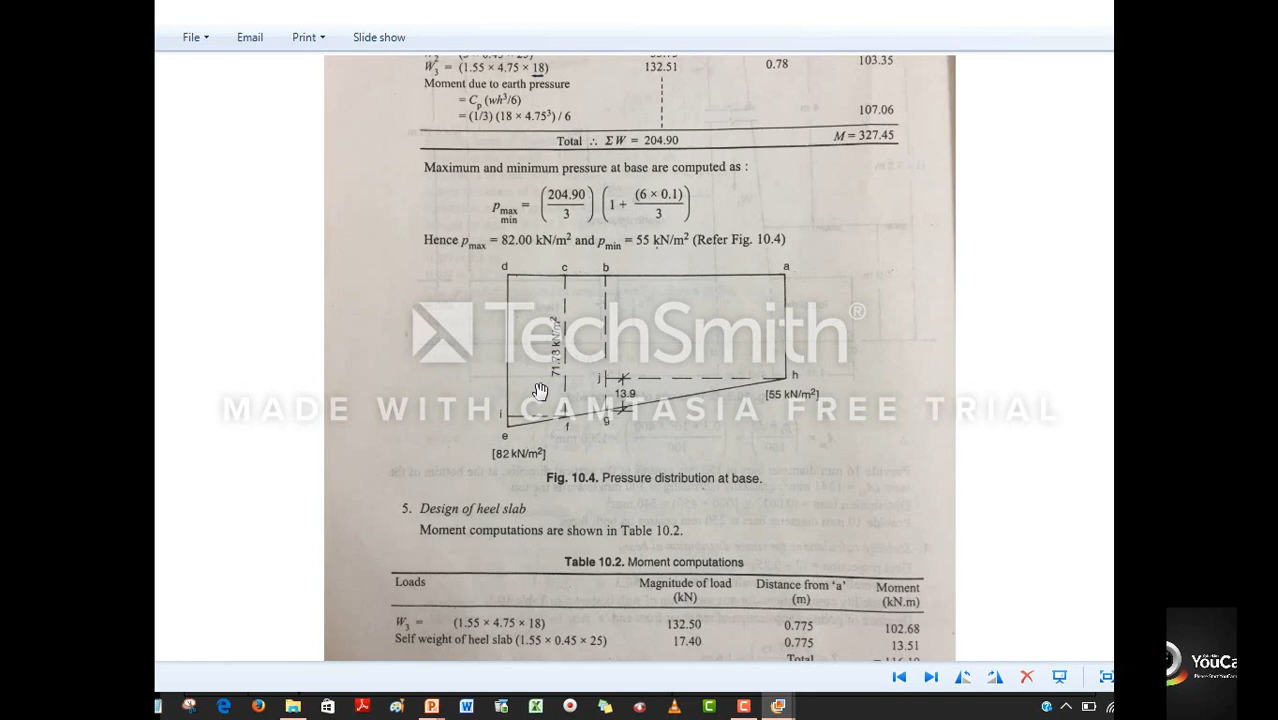 File Email Print Slide show
W₃ = (1.55 × 4.75 × 18) 132.51 0.78 103.35
Moment due to earth pressure
= Cp (wh³/6)
= (1/3) (18 × 4.75³) / 6 107.06
Total ∴ ΣW = 204.90 M = 327.45
Maximum and minimum pressure at base are computed as :
p max min = (204.90 / 3) (1 + (6 × 0.1) / 3)
Hence p max = 82.00 kN/m² and p min = 55 kN/m² (Refer Fig. 10.4)
d c b a
71.73 kN/m²
TechSmith®
j h
13.9 [55 kN/m²]
MADE WITH CAMTASIA FREE TRIAL
i f g
e
[82 kN/m²]
Fig. 10.4. Pressure distribution at base.
5. Design of heel slab
Moment computations are shown in Table 10.2.
Table 10.2. Moment computations
Loads Magnitude of load (kN) Distance from 'a' (m) Moment (kN.m)
W₃ = (1.55 × 4.75 × 18) 132.50 0.775 102.68
Self weight of heel slab (1.55 × 0.45 × 25) 17.40 0.775 13.51
Total
YouCa